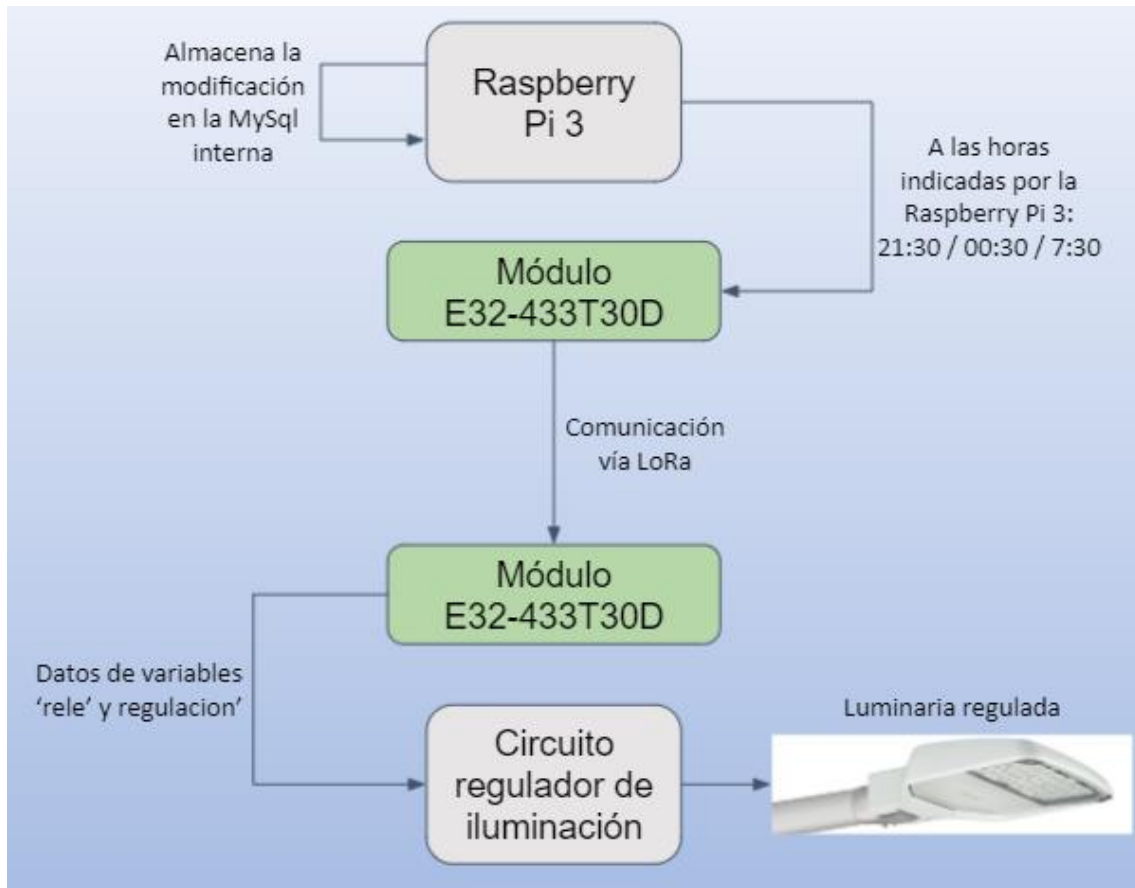 Almacena la
modificación
en la MySql
interna
Raspberry
Pi 3
A las horas
indicadas por la
Raspberry Pi 3:
21:30 / 00:30 / 7:30
Módulo
E32-433T30D
Comunicación
vía LoRa
Módulo
E32-433T30D
Datos de variables
‘rele’ y regulacion’
Circuito
regulador de
iluminación
Luminaria regulada